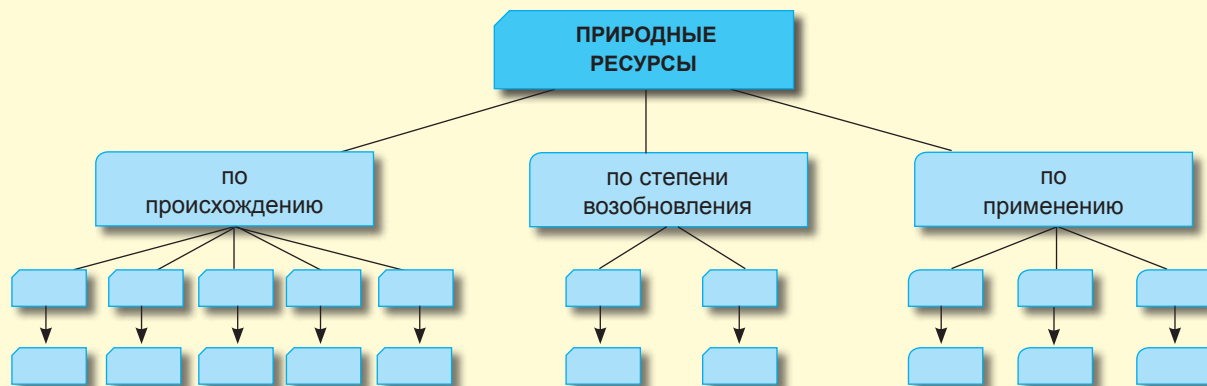 ПРИРОДНЫЕ
РЕСУРСЫ
по
происхождению
по степени
возобновления
по
применению